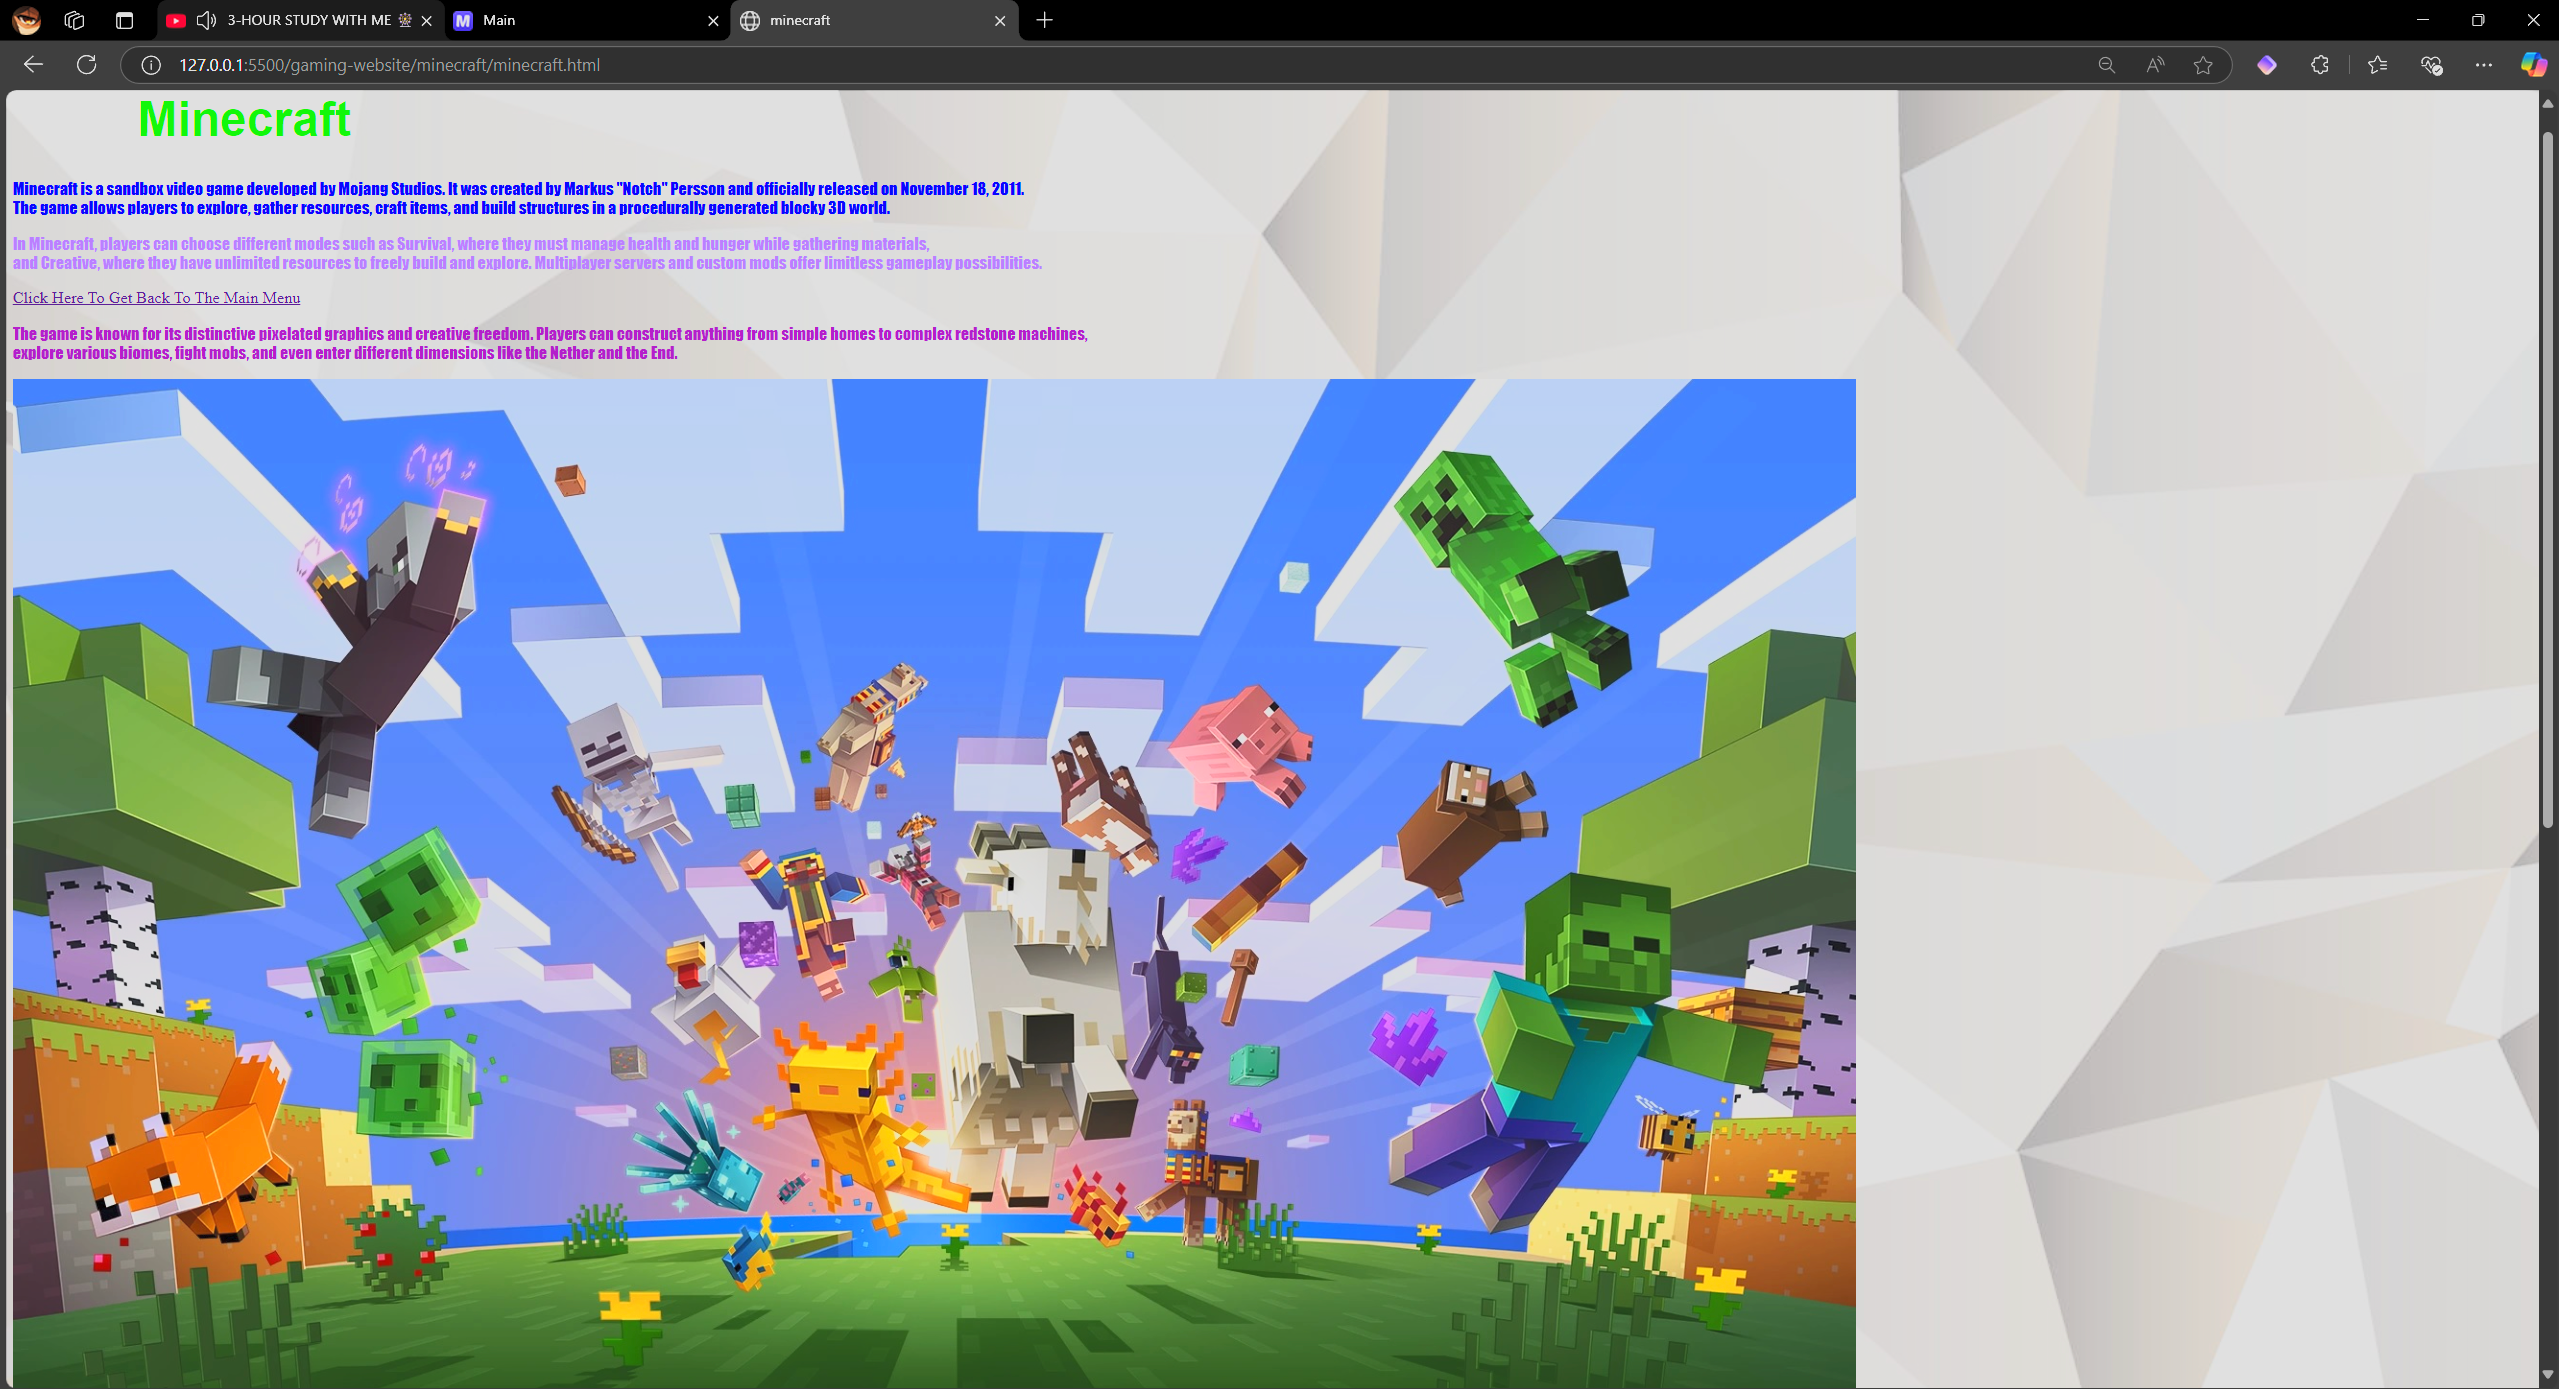 3-HOUR STUDY WITH ME
Main
minecraft
127.0.0.1:5500/gaming-website/minecraft/minecraft.html
Minecraft
Minecraft is a sandbox video game developed by Mojang Studios. It was created by Markus "Notch" Persson and officially released on November 18, 2011.
The game allows players to explore, gather resources, craft items, and build structures in a procedurally generated blocky 3D world.
In Minecraft, players can choose different modes such as Survival, where they must manage health and hunger while gathering materials,
and Creative, where they have unlimited resources to freely build and explore. Multiplayer servers and custom mods offer limitless gameplay possibilities.
Click Here To Get Back To The Main Menu
The game is known for its distinctive pixelated graphics and creative freedom. Players can construct anything from simple homes to complex redstone machines,
explore various biomes, fight mobs, and even enter different dimensions like the Nether and the End.